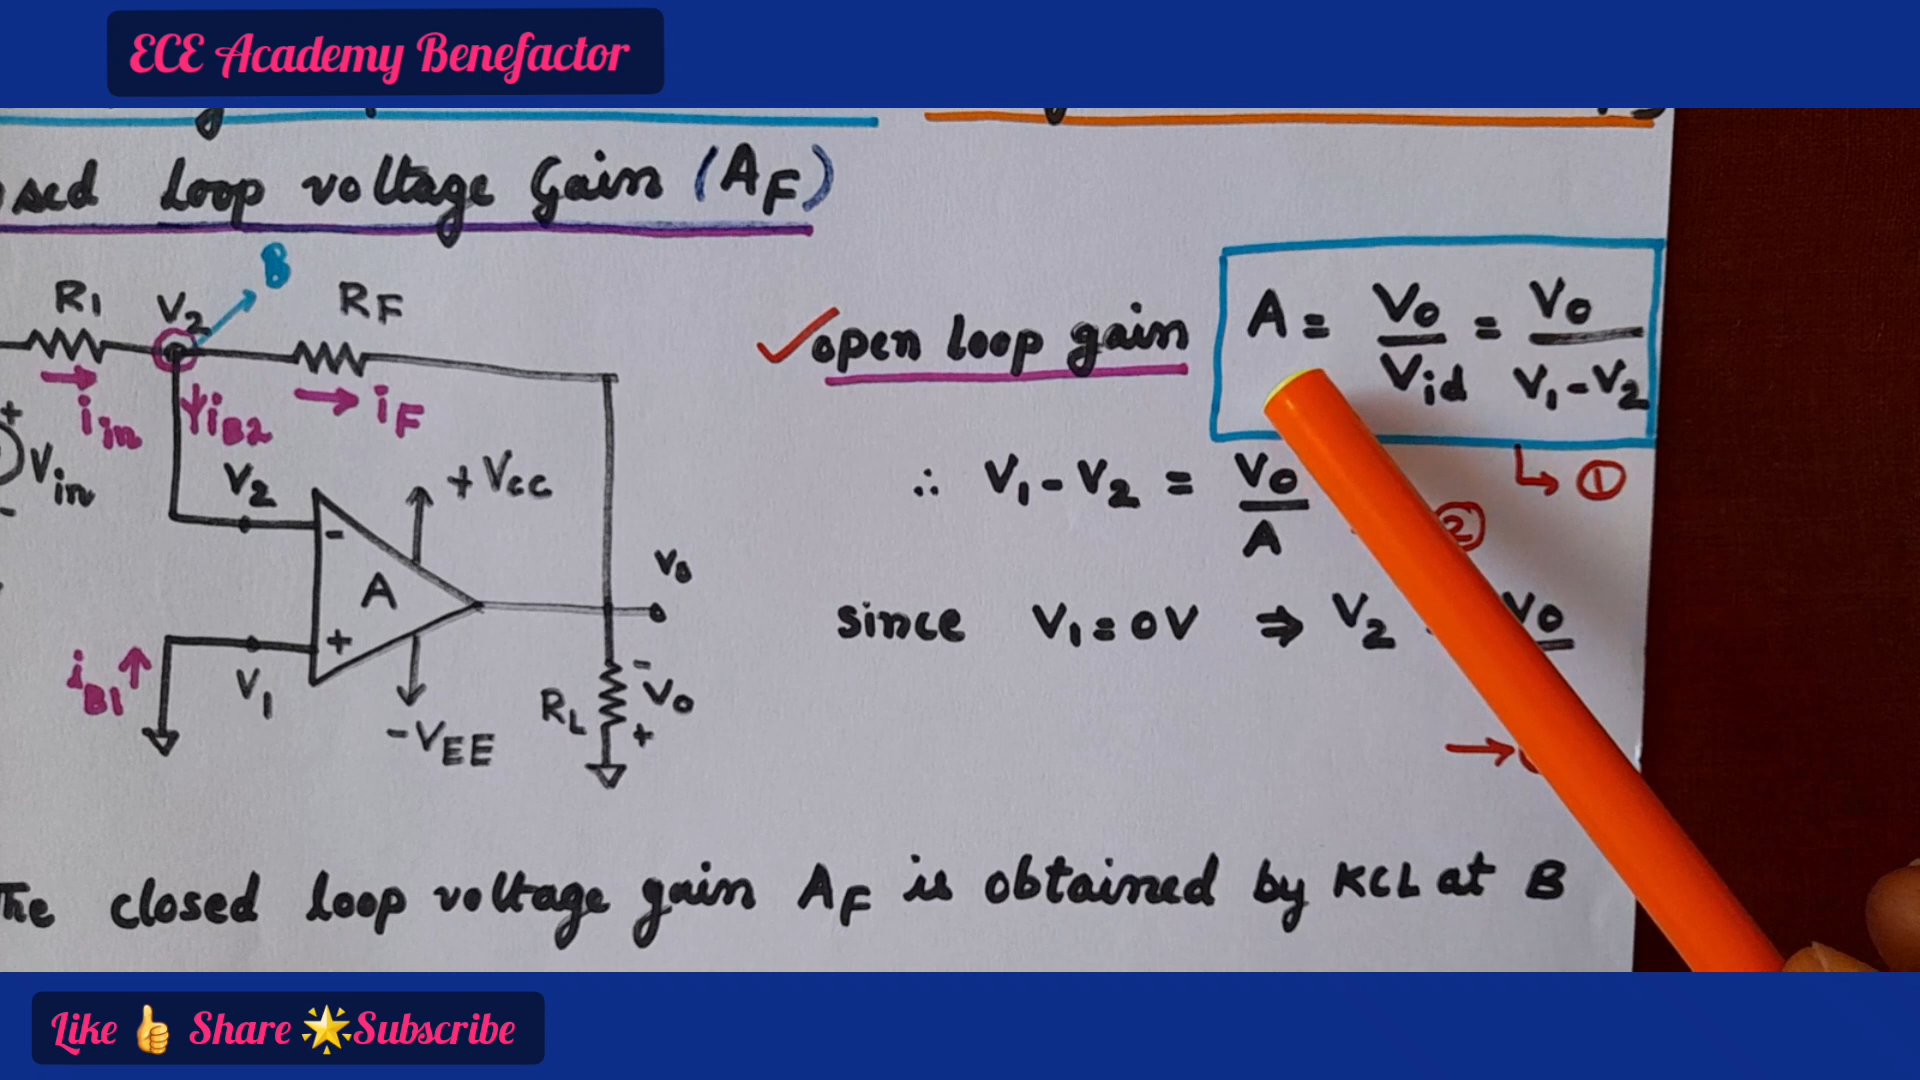 ECE Academy Benefactor
sed Loop voltage Gain (AF)
B
R1 V2 RF
iin iB2 iF
+
Vin
-
V2
+Vcc
-
A
+
Vo
iB1
V1
-VEE
RL
-
Vo
+
open loop gain A = Vo/Vid = Vo/V1-V2
①
∴ V1-V2 = Vo/A
②
since V1=0V ⇒ V2 Vo
The closed loop voltage gain AF is obtained by KCL at B
Like 👍 Share 🌟Subscribe